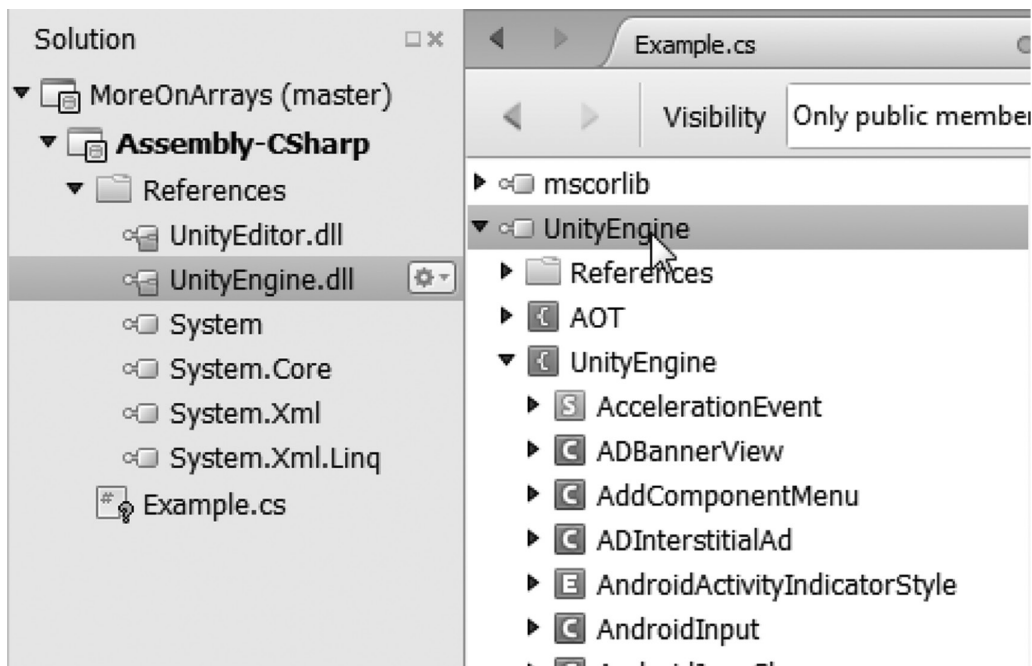 Solution
MoreOnArrays (master)
Assembly-CSharp
References
UnityEditor.dll
UnityEngine.dll
System
System.Core
System.Xml
System.Xml.Linq
Example.cs
Example.cs
Visibility
Only public member
mscorlib
UnityEngine
References
AOT
UnityEngine
S AccelerationEvent
C ADBannerView
C AddComponentMenu
C ADInterstitialAd
E AndroidActivityIndicatorStyle
C AndroidInput